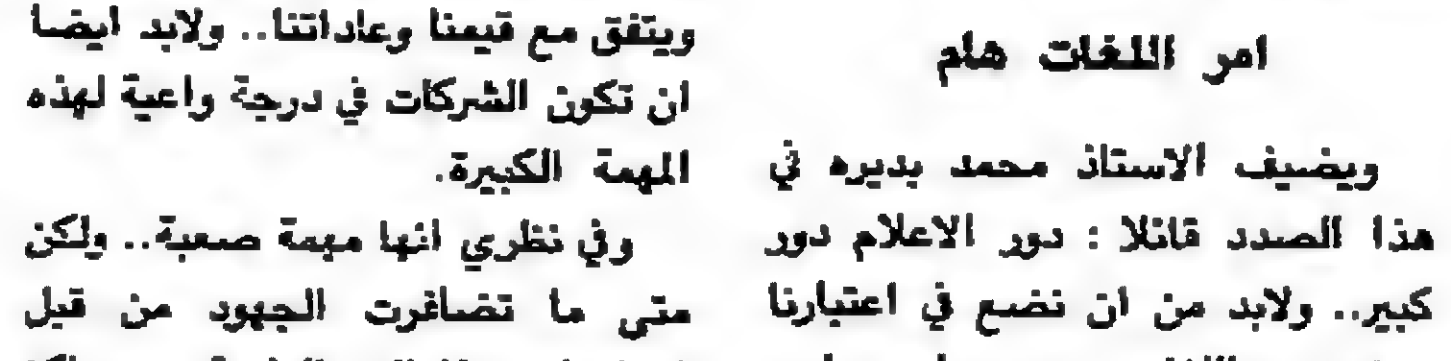 امر اللغات هام
ويضيف الاستاذ محمد بديره في
هذا الصدد قائلا : دور الاعلام دور
كبير.. ولابد من ان نضع في اعتبارنا
ويتفق مع قيمنا وعاداتنا.. ولابد ايضا
ان تكون الشركات في درجة واعية لهذه
المهمة الكبيرة.
وفي نظري انها مهمة صعبة.. ولكن
متى ما تضافرت الجهود من قبل